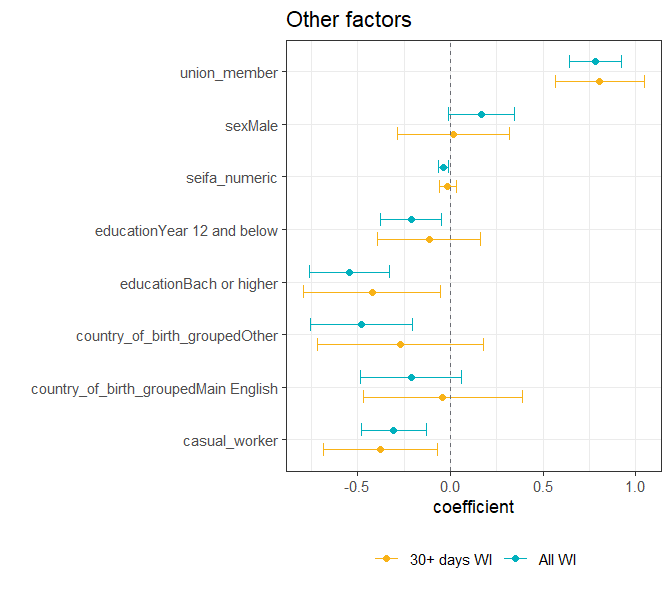 Other factors
union_member
sexMale
seifa_numeric
educationYear 12 and below
educationBach or higher
country_of_birth_groupedOther
country_of_birth_groupedMain English
casual_worker
-0.5 0.0 0.5 1.0
coefficient
30+ days WI All WI